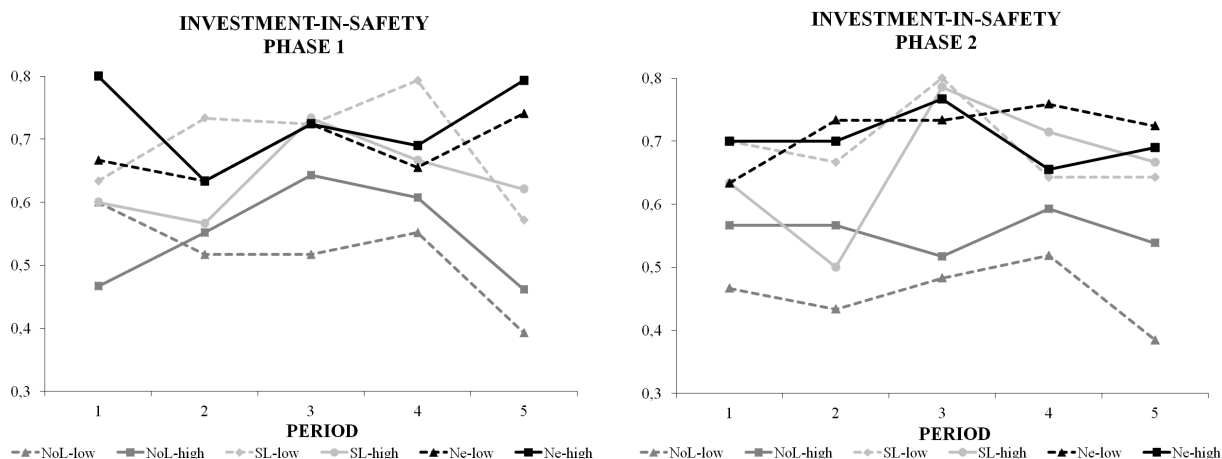 INVESTMENT-IN-SAFETY
PHASE 1
0,8
0,7
0,6
0,5
0,4
0,3
1 2 3 4 5
PERIOD
NoL-low NoL-high SL-low SL-high Ne-low Ne-high
INVESTMENT-IN-SAFETY
PHASE 2
0,8
0,7
0,6
0,5
0,4
0,3
1 2 3 4 5
PERIOD
NoL-low NoL-high SL-low SL-high Ne-low Ne-high